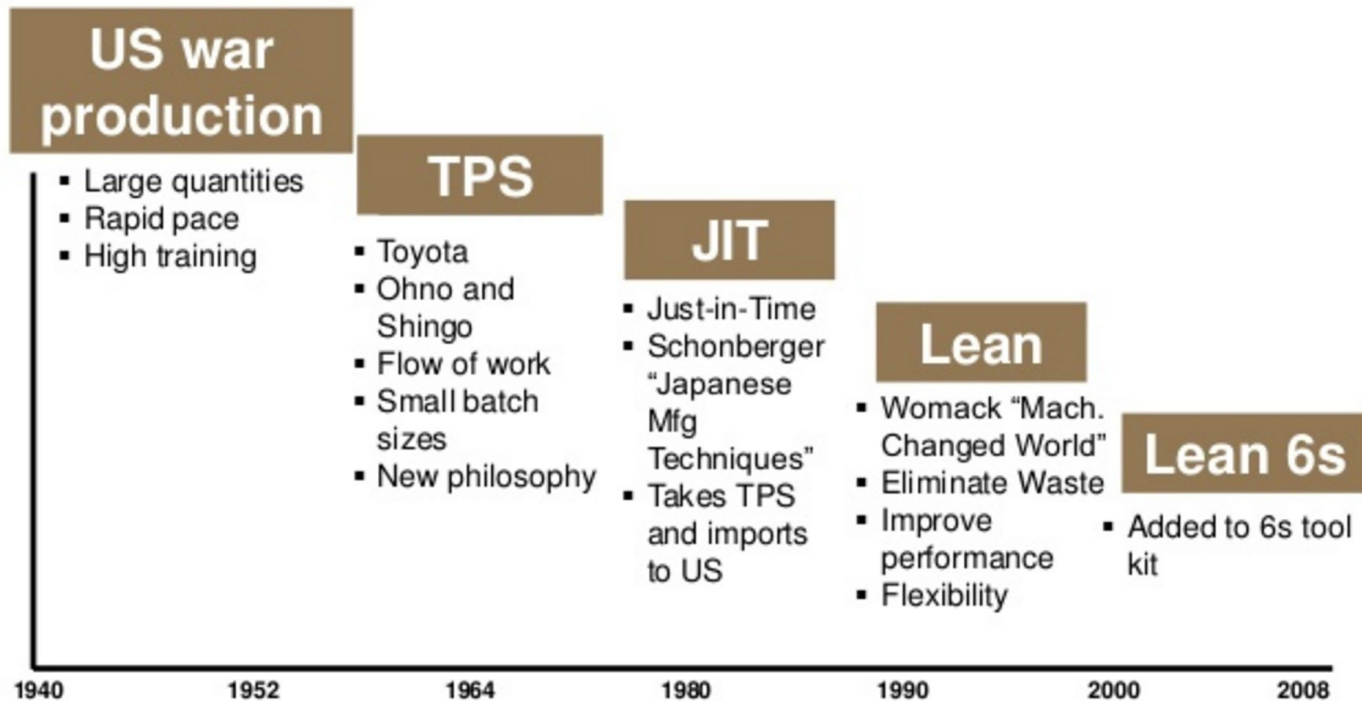 US war
production
▪ Large quantities
▪ Rapid pace
▪ High training
TPS
▪ Toyota
▪ Ohno and
Shingo
▪ Flow of work
▪ Small batch
sizes
▪ New philosophy
JIT
▪ Just-in-Time
▪ Schonberger
“Japanese
Mfg
Techniques”
▪ Takes TPS
and imports
to US
Lean
▪ Womack “Mach.
Changed World”
▪ Eliminate Waste
▪ Improve
performance
▪ Flexibility
Lean 6s
▪ Added to 6s tool
kit
1940 1952 1964 1980 1990 2000 2008